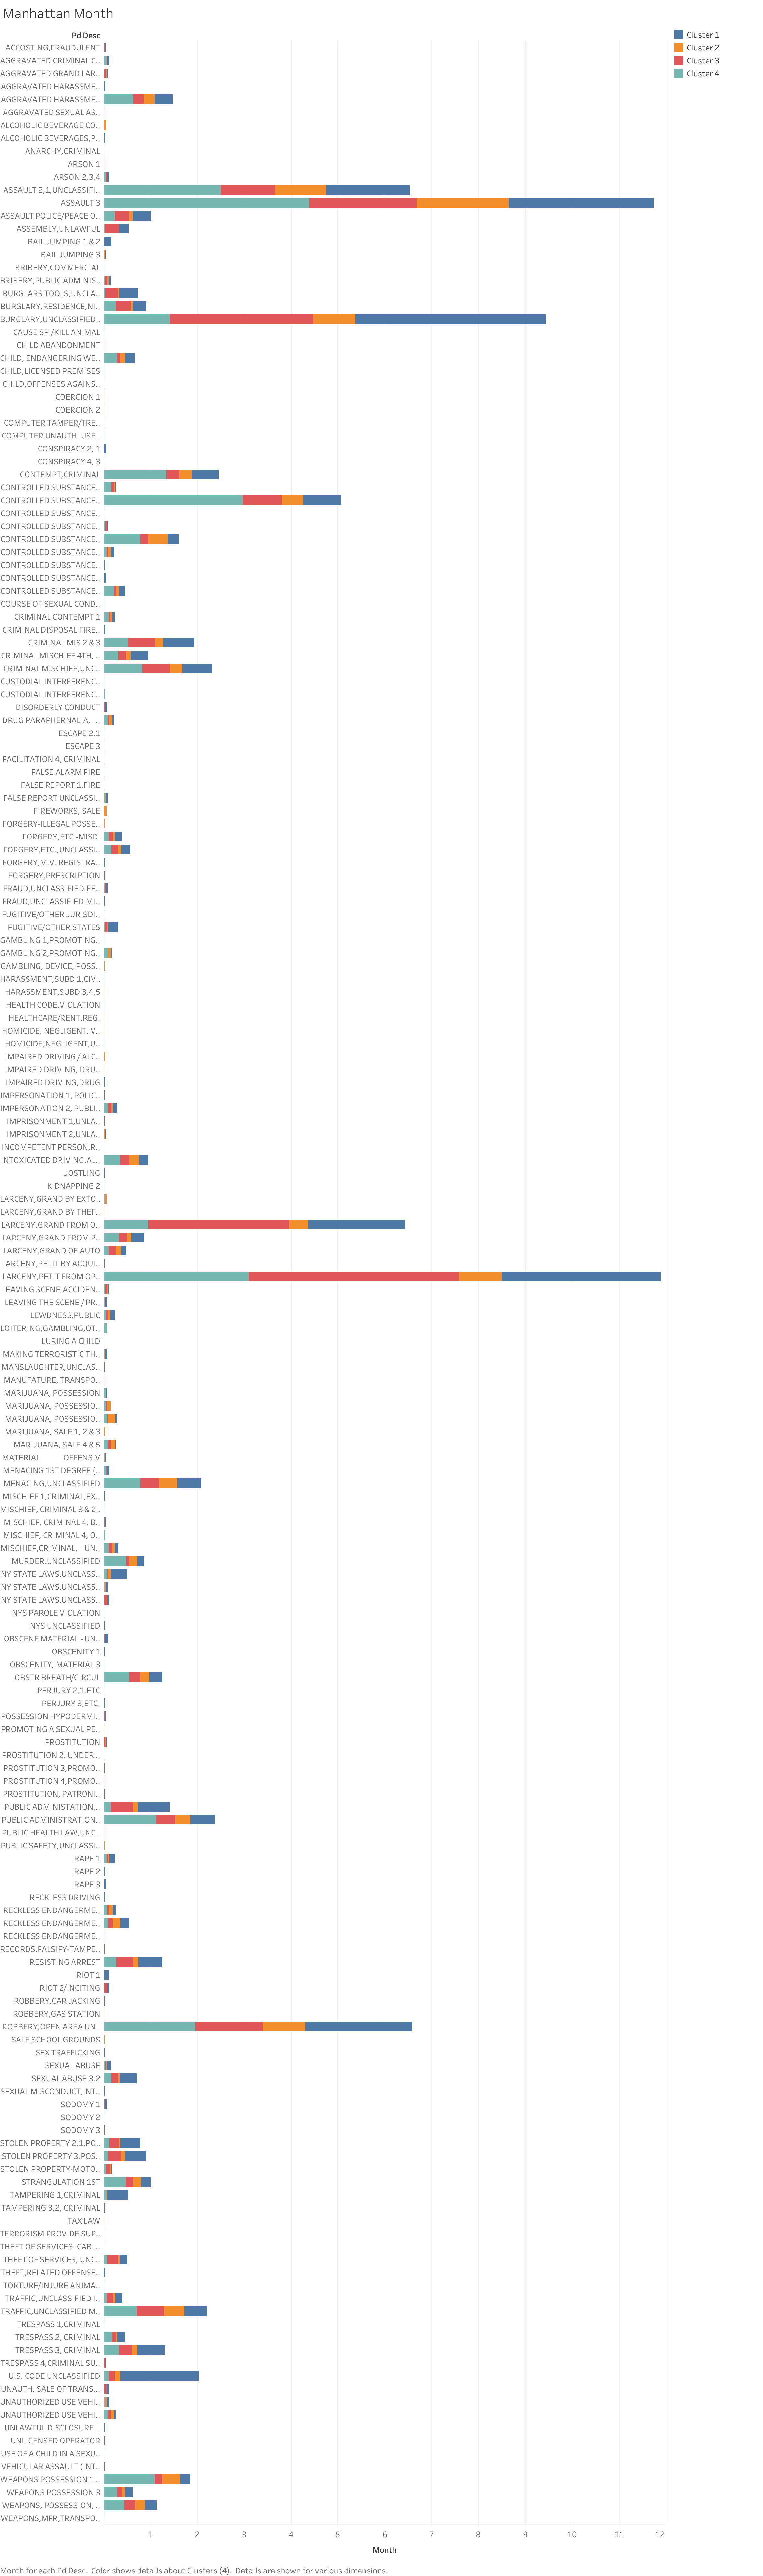 Manhattan Month
Pd Desc
Cluster 1
Cluster 2
Cluster 3
Cluster 4
ACCOSTING,FRAUDULENT
AGGRAVATED CRIMINAL C..
AGGRAVATED GRAND LAR..
AGGRAVATED HARASSME..
AGGRAVATED HARASSME..
AGGRAVATED SEXUAL AS..
ALCOHOLIC BEVERAGE CO..
ALCOHOLIC BEVERAGES,P..
ANARCHY,CRIMINAL
ARSON 1
ARSON 2,3,4
ASSAULT 2,1,UNCLASSIFI..
ASSAULT 3
ASSAULT POLICE/PEACE O..
ASSEMBLY,UNLAWFUL
BAIL JUMPING 1 & 2
BAIL JUMPING 3
BRIBERY,COMMERCIAL
BRIBERY,PUBLIC ADMINIS..
BURGLARS TOOLS,UNCLA..
BURGLARY,RESIDENCE,NI..
BURGLARY,UNCLASSIFIED..
CAUSE SPI/KILL ANIMAL
CHILD ABANDONMENT
CHILD, ENDANGERING WE..
CHILD,LICENSED PREMISES
CHILD,OFFENSES AGAINS..
COERCION 1
COERCION 2
COMPUTER TAMPER/TRE..
COMPUTER UNAUTH. USE..
CONSPIRACY 2, 1
CONSPIRACY 4, 3
CONTEMPT,CRIMINAL
CONTROLLED SUBSTANCE..
CONTROLLED SUBSTANCE..
CONTROLLED SUBSTANCE..
CONTROLLED SUBSTANCE..
CONTROLLED SUBSTANCE..
CONTROLLED SUBSTANCE..
CONTROLLED SUBSTANCE..
CONTROLLED SUBSTANCE..
CONTROLLED SUBSTANCE..
COURSE OF SEXUAL COND..
CRIMINAL CONTEMPT 1
CRIMINAL DISPOSAL FIRE..
CRIMINAL MIS 2 & 3
CRIMINAL MISCHIEF 4TH, ..
CRIMINAL MISCHIEF,UNC..
CUSTODIAL INTERFERENC..
CUSTODIAL INTERFERENC..
DISORDERLY CONDUCT
DRUG PARAPHERNALIA,   ..
ESCAPE 2,1
ESCAPE 3
FACILITATION 4, CRIMINAL
FALSE ALARM FIRE
FALSE REPORT 1,FIRE
FALSE REPORT UNCLASSI..
FIREWORKS, SALE
FORGERY-ILLEGAL POSSE..
FORGERY,ETC.-MISD.
FORGERY,ETC.,UNCLASSI..
FORGERY,M.V. REGISTRA..
FORGERY,PRESCRIPTION
FRAUD,UNCLASSIFIED-FE..
FRAUD,UNCLASSIFIED-MI..
FUGITIVE/OTHER JURISDI..
FUGITIVE/OTHER STATES
GAMBLING 1,PROMOTING..
GAMBLING 2,PROMOTING..
GAMBLING, DEVICE, POSS..
HARASSMENT,SUBD 1,CIV..
HARASSMENT,SUBD 3,4,5
HEALTH CODE,VIOLATION
HEALTHCARE/RENT.REG.
HOMICIDE, NEGLIGENT, V..
HOMICIDE,NEGLIGENT,U..
IMPAIRED DRIVING / ALC..
IMPAIRED DRIVING, DRU..
IMPAIRED DRIVING,DRUG
IMPERSONATION 1, POLIC..
IMPERSONATION 2, PUBLI..
IMPRISONMENT 1,UNLA..
IMPRISONMENT 2,UNLA..
INCOMPETENT PERSON,R..
INTOXICATED DRIVING,AL..
JOSTLING
KIDNAPPING 2
LARCENY,GRAND BY EXTO..
LARCENY,GRAND BY THEF..
LARCENY,GRAND FROM O..
LARCENY,GRAND FROM P..
LARCENY,GRAND OF AUTO
LARCENY,PETIT BY ACQUI..
LARCENY,PETIT FROM OP..
LEAVING SCENE-ACCIDEN..
LEAVING THE SCENE / PR..
LEWDNESS,PUBLIC
LOITERING,GAMBLING,OT..
LURING A CHILD
MAKING TERRORISTIC TH..
MANSLAUGHTER,UNCLAS..
MANUFATURE, TRANSPO..
MARIJUANA, POSSESSION
MARIJUANA, POSSESSIO..
MARIJUANA, POSSESSIO..
MARIJUANA, SALE 1, 2 & 3
MARIJUANA, SALE 4 & 5
MATERIAL          OFFENSIV
MENACING 1ST DEGREE (..
MENACING,UNCLASSIFIED
MISCHIEF 1,CRIMINAL,EX..
MISCHIEF, CRIMINAL 3 & 2..
MISCHIEF, CRIMINAL 4, B..
MISCHIEF, CRIMINAL 4, O..
MISCHIEF,CRIMINAL,    UN..
MURDER,UNCLASSIFIED
NY STATE LAWS,UNCLASS..
NY STATE LAWS,UNCLASS..
NY STATE LAWS,UNCLASS..
NYS PAROLE VIOLATION
NYS UNCLASSIFIED
OBSCENE MATERIAL - UN..
OBSCENITY 1
OBSCENITY, MATERIAL 3
OBSTR BREATH/CIRCUL
PERJURY 2,1,ETC
PERJURY 3,ETC.
POSSESSION HYPODERMI..
PROMOTING A SEXUAL PE..
PROSTITUTION
PROSTITUTION 2, UNDER ..
PROSTITUTION 3,PROMO..
PROSTITUTION 4,PROMO..
PROSTITUTION, PATRONI..
PUBLIC ADMINISTATION,..
PUBLIC ADMINISTRATION..
PUBLIC HEALTH LAW,UNC..
PUBLIC SAFETY,UNCLASSI..
RAPE 1
RAPE 2
RAPE 3
RECKLESS DRIVING
RECKLESS ENDANGERME..
RECKLESS ENDANGERME..
RECKLESS ENDANGERME..
RECORDS,FALSIFY-TAMPE..
RESISTING ARREST
RIOT 1
RIOT 2/INCITING
ROBBERY,CAR JACKING
ROBBERY,GAS STATION
ROBBERY,OPEN AREA UN..
SALE SCHOOL GROUNDS
SEX TRAFFICKING
SEXUAL ABUSE
SEXUAL ABUSE 3,2
SEXUAL MISCONDUCT,INT..
SODOMY 1
SODOMY 2
SODOMY 3
STOLEN PROPERTY 2,1,PO..
STOLEN PROPERTY 3,POS..
STOLEN PROPERTY-MOTO..
STRANGULATION 1ST
TAMPERING 1,CRIMINAL
TAMPERING 3,2, CRIMINAL
TAX LAW
TERRORISM PROVIDE SUP..
THEFT OF SERVICES- CABL..
THEFT OF SERVICES, UNC..
THEFT,RELATED OFFENSE..
TORTURE/INJURE ANIMA..
TRAFFIC,UNCLASSIFIED I..
TRAFFIC,UNCLASSIFIED M..
TRESPASS 1,CRIMINAL
TRESPASS 2, CRIMINAL
TRESPASS 3, CRIMINAL
TRESPASS 4,CRIMINAL SU..
U.S. CODE UNCLASSIFIED
UNAUTH. SALE OF TRANS...
UNAUTHORIZED USE VEHI..
UNAUTHORIZED USE VEHI..
UNLAWFUL DISCLOSURE ..
UNLICENSED OPERATOR
USE OF A CHILD IN A SEXU..
VEHICULAR ASSAULT (INT..
WEAPONS POSSESSION 1 ..
WEAPONS POSSESSION 3
WEAPONS, POSSESSION, ..
WEAPONS,MFR,TRANSPO..
1 2 3 4 5 6 7 8 9 10 11 12
Month
Month for each Pd Desc.  Color shows details about Clusters (4).  Details are shown for various dimensions.